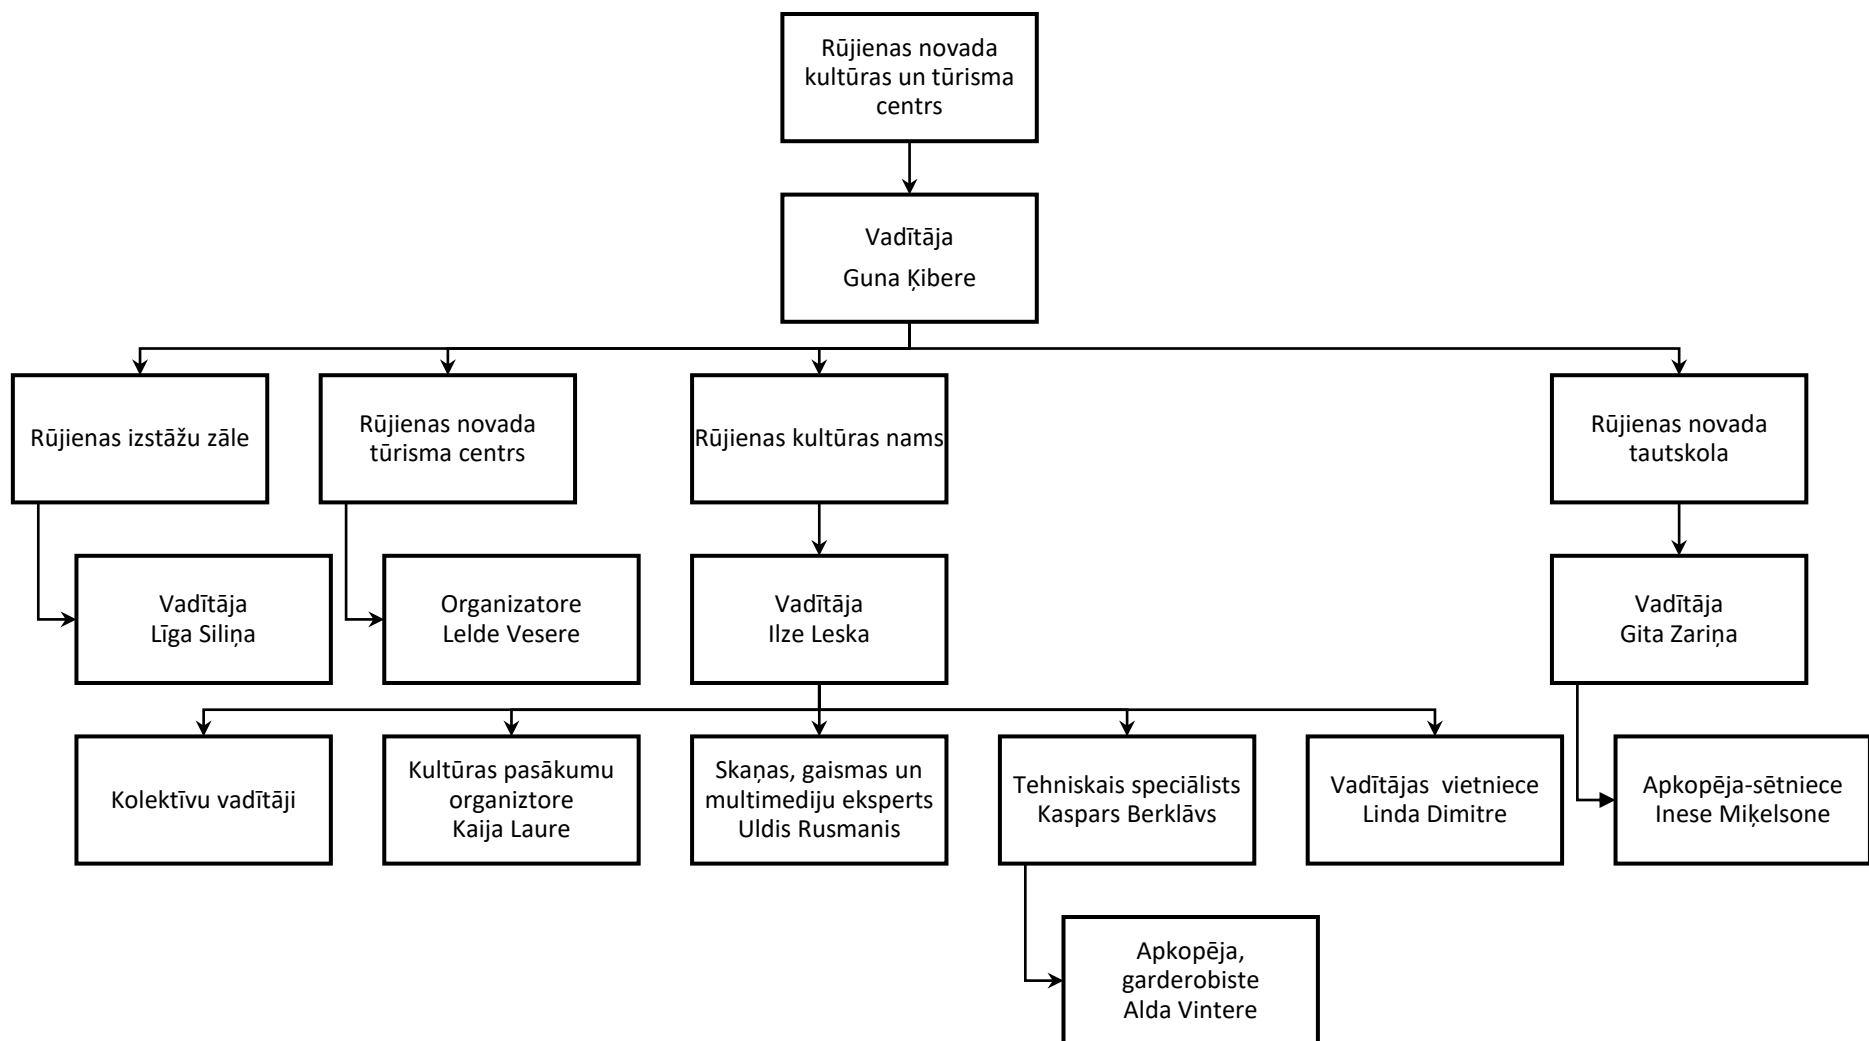 Rūjienas novada
kultūras un tūrisma
centrs
Vadītāja
Guna Ķibere
Rūjienas izstāžu zāle
Rūjienas novada
tūrisma centrs
Rūjienas kultūras nams
Rūjienas novada
tautskola
Vadītāja
Līga Siliņa
Organizatore
Lelde Vesere
Vadītāja
Ilze Leska
Vadītāja
Gita Zariņa
Kolektīvu vadītāji
Kultūras pasākumu
organiztore
Kaija Laure
Skaņas, gaismas un
multimediju eksperts
Uldis Rusmanis
Tehniskais speciālists
Kaspars Berklāvs
Vadītājas  vietniece
Linda Dimitre
Apkopēja-sētniece
Inese Miķelsone
Apkopēja,
garderobiste
Alda Vintere